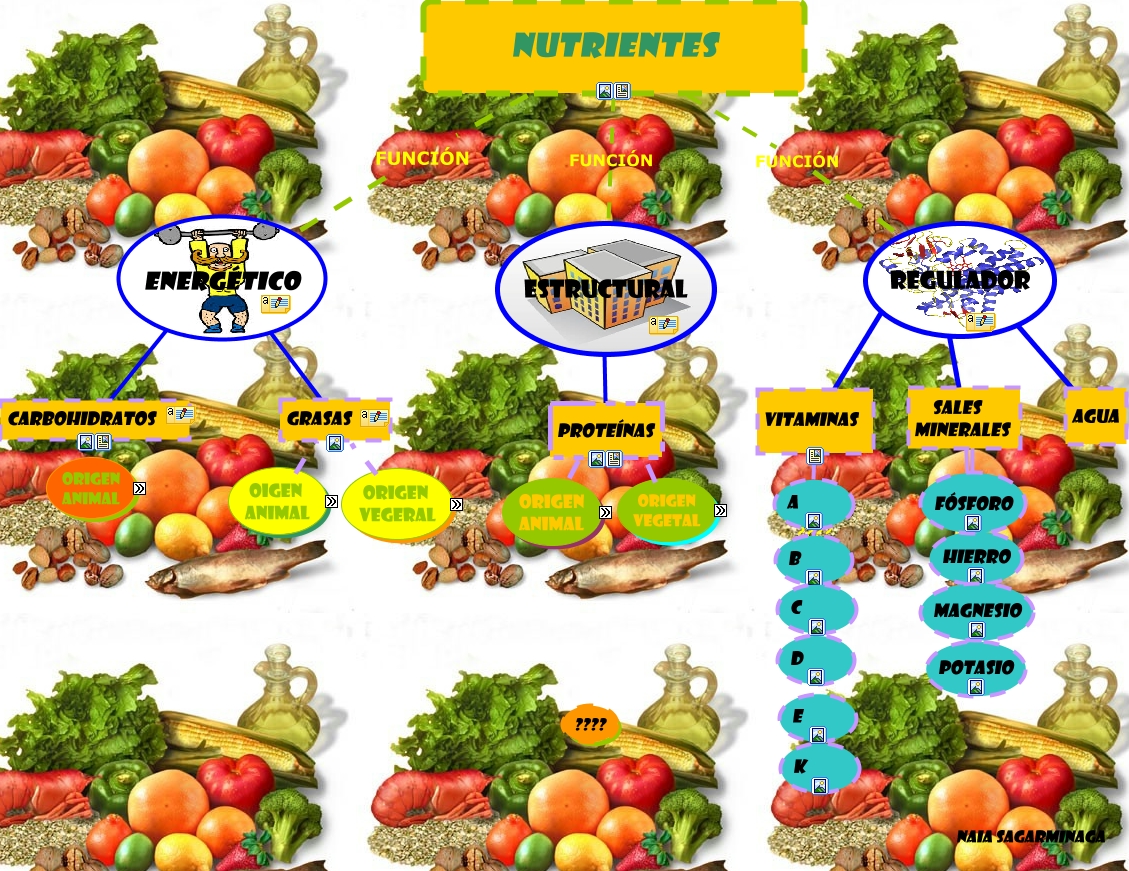 NUTRIENTES
FUNCIÓN
FUNCIÓN
FUNCIÓN
ENERGÉTICO
ESTRUCTURAL
REGULADOR
CARBOHIDRATOS
GRASAS
PROTEÍNAS
VITAMINAS
SALES
MINERALES
AGUA
ORIGEN
ANIMAL
OIGEN
ANIMAL
ORIGEN
VEGERAL
ORIGEN
ANIMAL
ORIGEN
VEGETAL
A
B
C
D
E
K
FÓSFORO
HIERRO
MAGNESIO
POTASIO
????
NAIA SAGARMINAGA